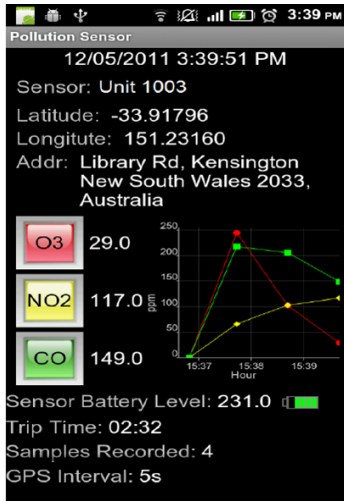 3:39 PM
Pollution Sensor
12/05/2011 3:39:51 PM
Sensor: Unit 1003
Latitude: -33.91796
Longitute: 151.23160
Addr: Library Rd, Kensington
New South Wales 2033,
Australia
O3 29.0
NO2 117.0
CO 149.0
ppm
250
200
150
100
50
0
15:37 15:38 15:39
Hour
Sensor Battery Level: 231.0
Trip Time: 02:32
Samples Recorded: 4
GPS Interval: 5s